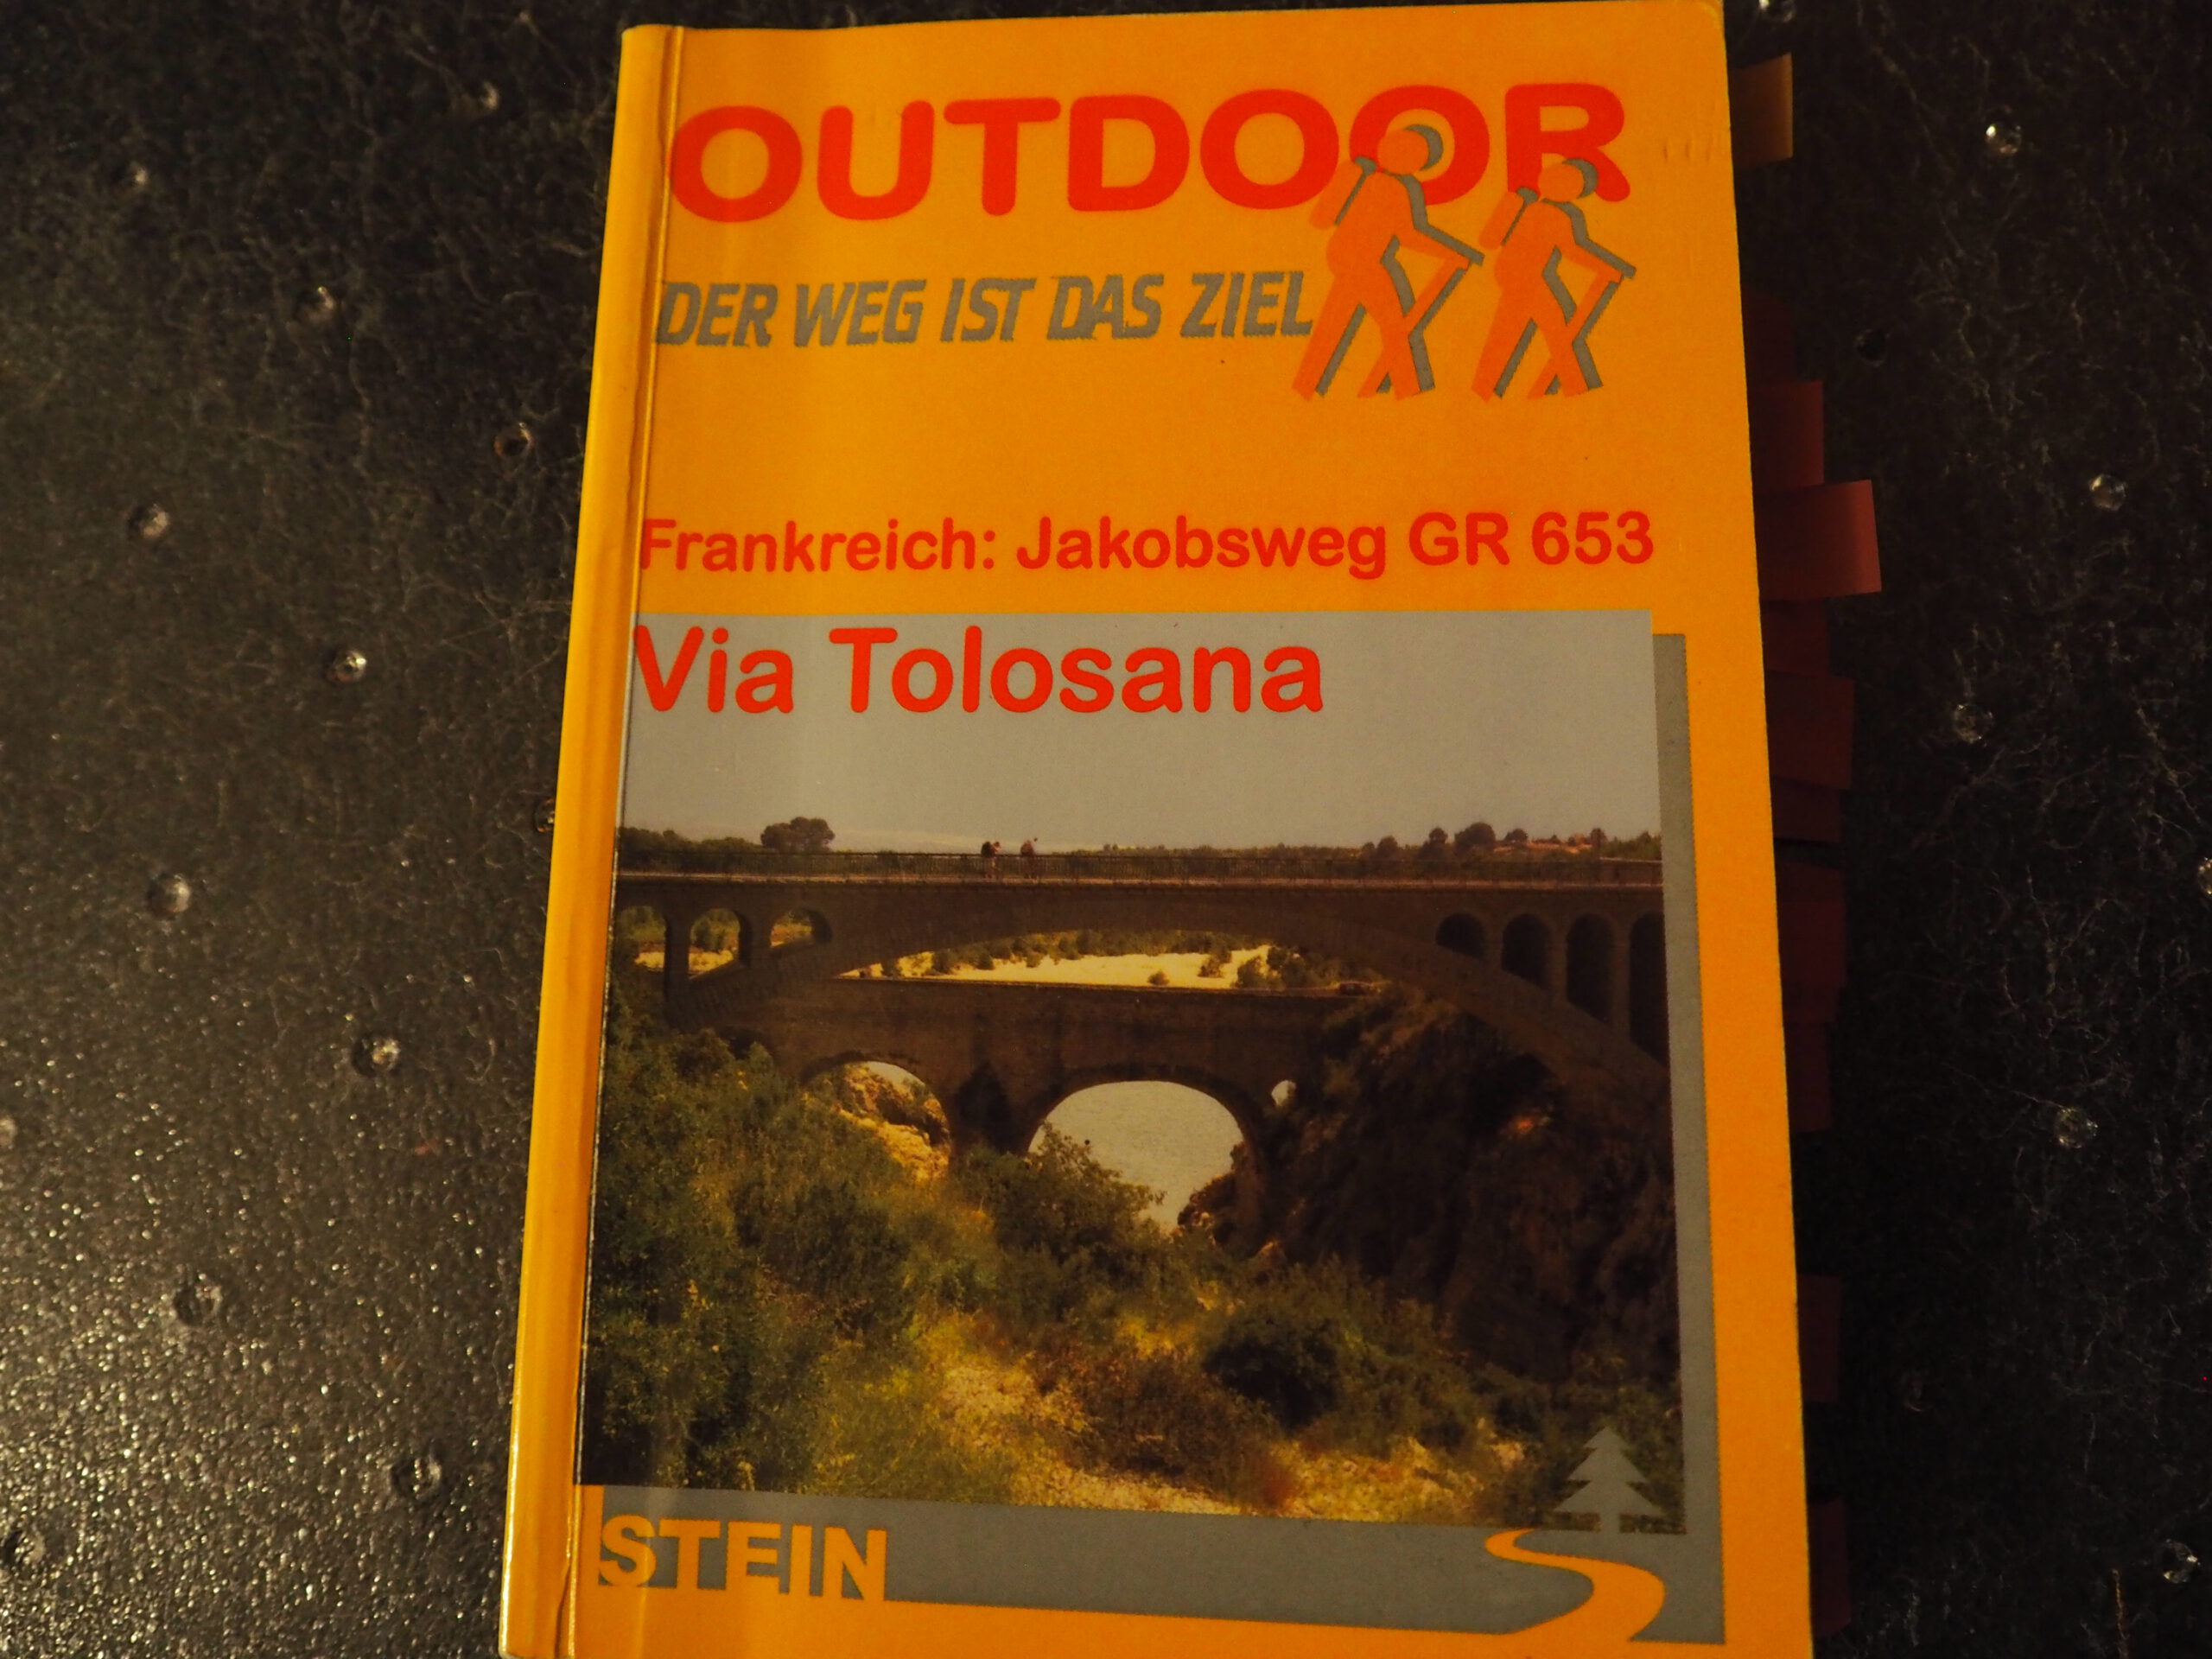 OUTDOOR
DER WEG IST DAS ZIEL
Frankreich: Jakobsweg GR 653
Via Tolosana
STEIN